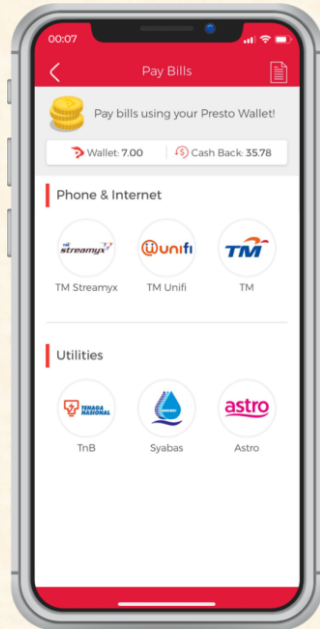 00:07
Pay Bills
Pay bills using your Presto Wallet!
Wallet: 7.00
Cash Back: 35.78
Phone & Internet
TM
streamyx
unifi
TM
TM Streamyx
TM Unifi
TM
Utilities
TENAGA
NASIONAL
astro
TnB
Syabas
Astro